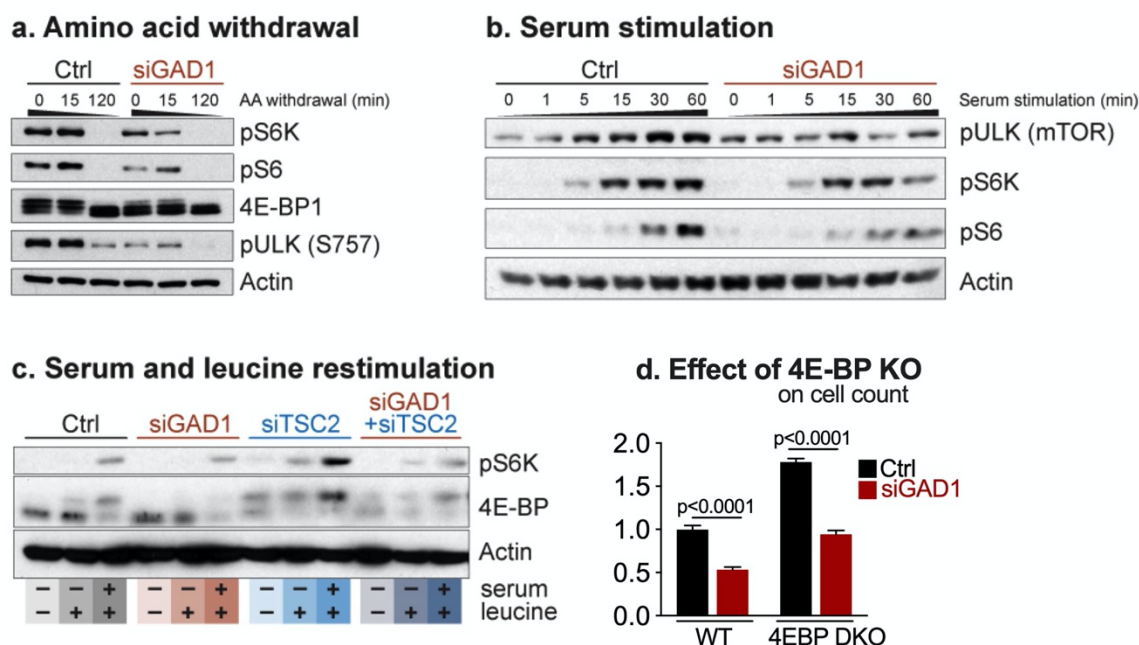 a. Amino acid withdrawal
Ctrl siGAD1
0 15 120 0 15 120 AA withdrawal (min)
pS6K
pS6
4E-BP1
pULK (S757)
Actin
b. Serum stimulation
Ctrl siGAD1
0 1 5 15 30 60 0 1 5 15 30 60 Serum stimulation (min)
pULK (mTOR)
pS6K
pS6
Actin
c. Serum and leucine restimulation
Ctrl siGAD1 siTSC2 siGAD1
+siTSC2
pS6K
4E-BP
Actin
− − + − − + − − + − − + serum
− + + − + + − + + − + + leucine
d. Effect of 4E-BP KO
on cell count
2.0
1.5
1.0
0.5
0.0
p<0.0001
p<0.0001
Ctrl
siGAD1
WT 4EBP DKO